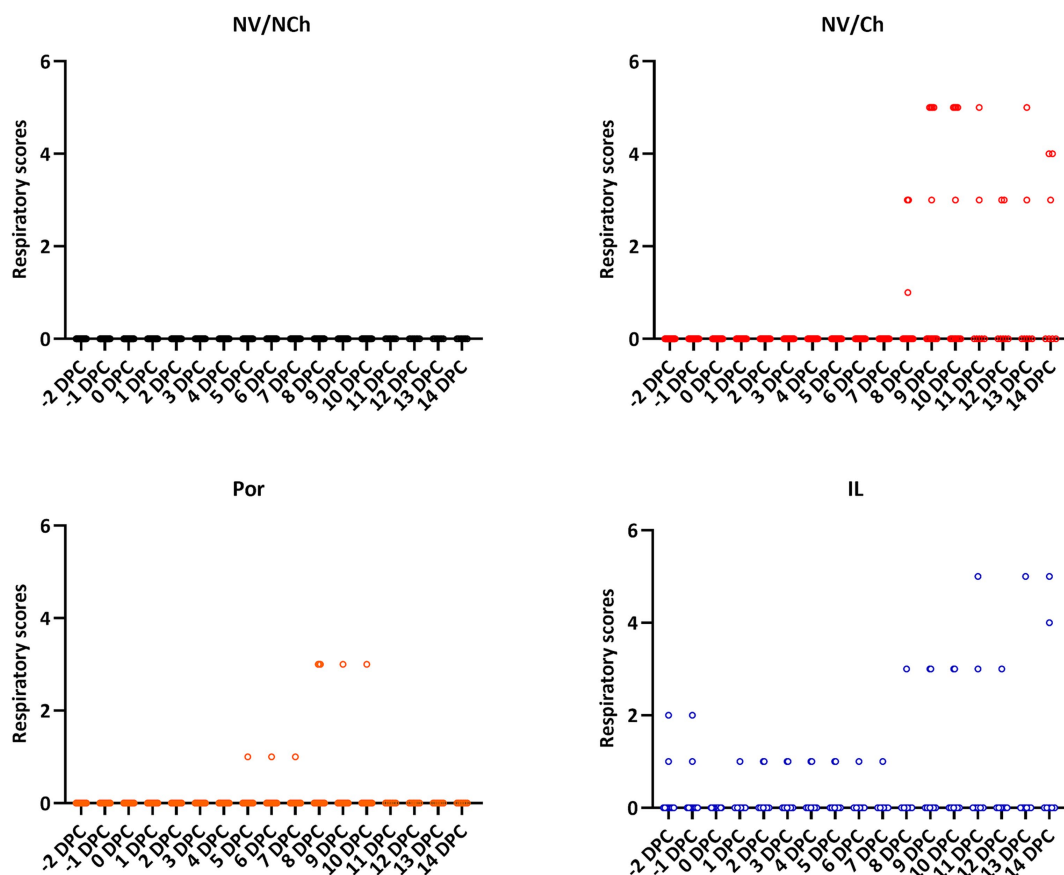 NV/NCh
Respiratory scores
6
4
2
0
-2 DPC
-1 DPC
0 DPC
1 DPC
2 DPC
3 DPC
4 DPC
5 DPC
6 DPC
7 DPC
8 DPC
9 DPC
10 DPC
11 DPC
12 DPC
13 DPC
14 DPC
NV/Ch
Respiratory scores
6
4
2
0
-2 DPC
-1 DPC
0 DPC
1 DPC
2 DPC
3 DPC
4 DPC
5 DPC
6 DPC
7 DPC
8 DPC
9 DPC
10 DPC
11 DPC
12 DPC
13 DPC
14 DPC
Por
Respiratory scores
6
4
2
0
-2 DPC
-1 DPC
0 DPC
1 DPC
2 DPC
3 DPC
4 DPC
5 DPC
6 DPC
7 DPC
8 DPC
9 DPC
10 DPC
11 DPC
12 DPC
13 DPC
14 DPC
IL
Respiratory scores
6
4
2
0
-2 DPC
-1 DPC
0 DPC
1 DPC
2 DPC
3 DPC
4 DPC
5 DPC
6 DPC
7 DPC
8 DPC
9 DPC
10 DPC
11 DPC
12 DPC
13 DPC
14 DPC